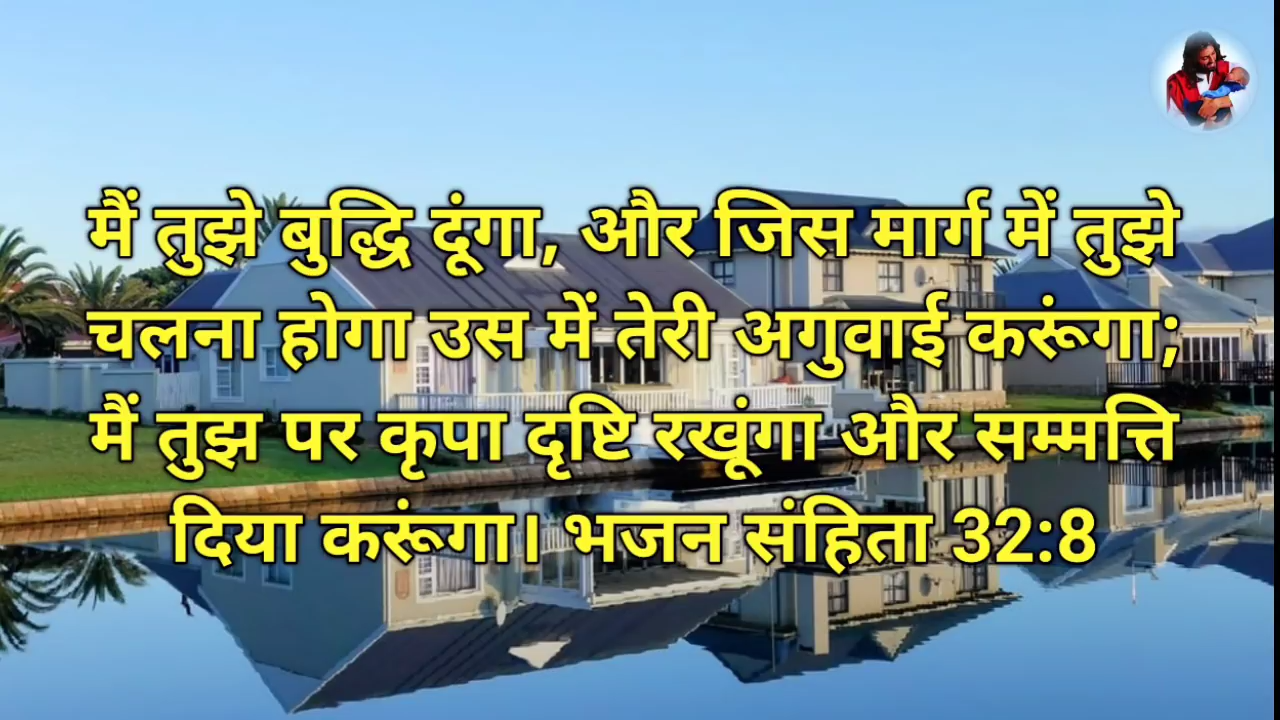 मैं तुझे बुद्धि दूंगा, और जिस मार्ग में तुझे
चलना होगा उस में तेरी अगुवाई करूंगा;
मैं तुझ पर कृपा दृष्टि रखूंगा और सम्मत्ति
दिया करूंगा। भजन संहिता 32:8